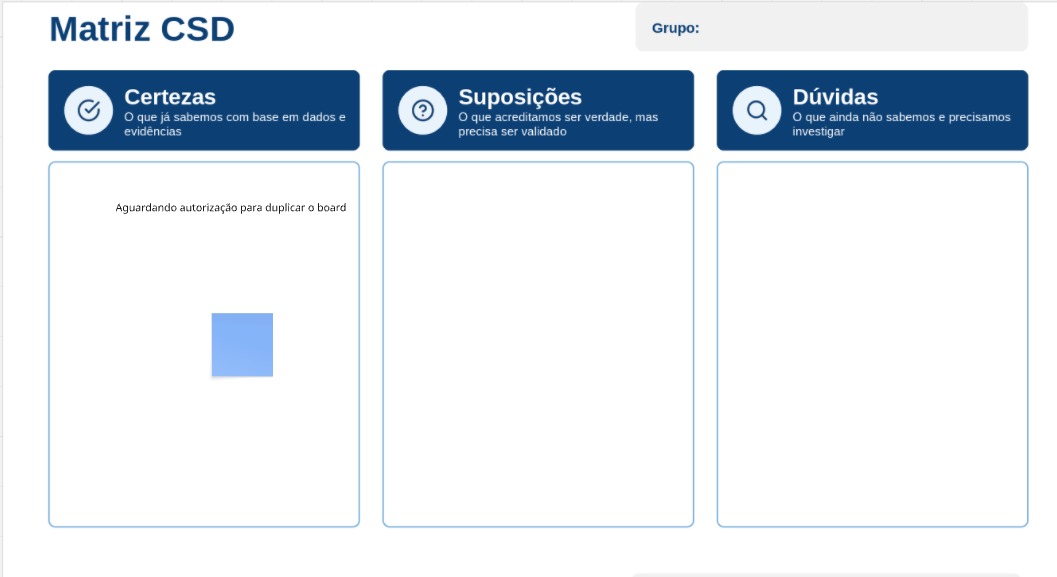 Matriz CSD
Grupo:
Certezas
O que já sabemos com base em dados e
evidências
Suposições
O que acreditamos ser verdade, mas
precisa ser validado
Dúvidas
O que ainda não sabemos e precisamos
investigar
Aguardando autorização para duplicar o board